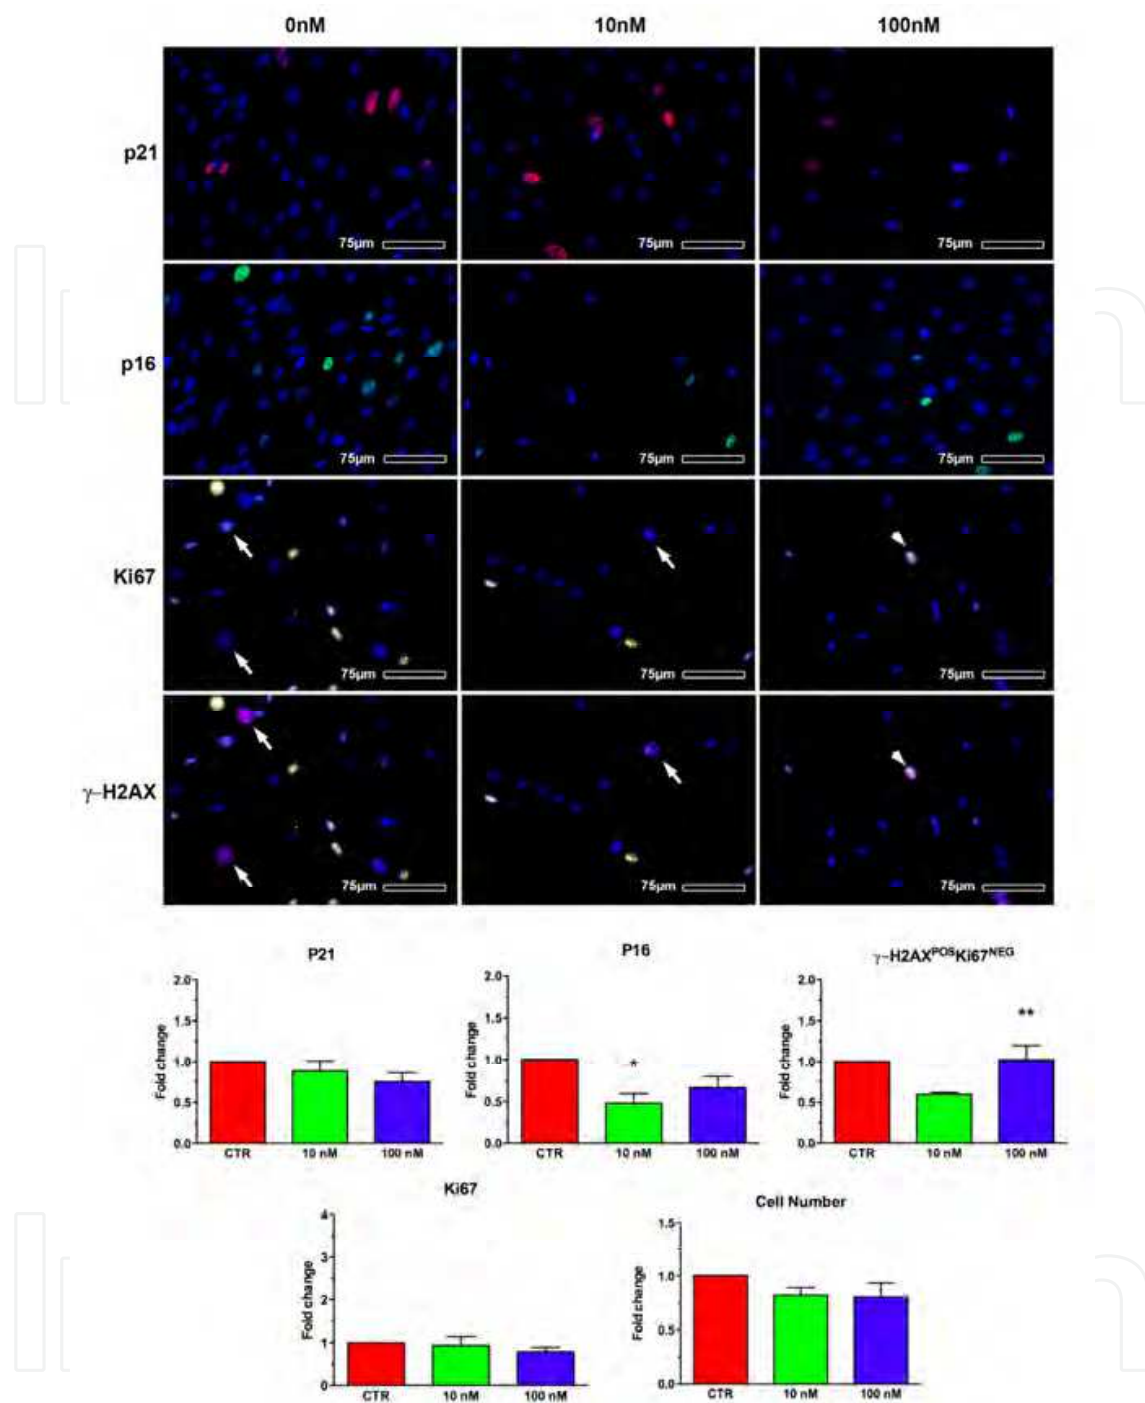 0nM 10nM 100nM
p21
75µm 75µm 75µm
p16
75µm 75µm 75µm
Ki67
75µm 75µm 75µm
γ-H2AX
75µm 75µm 75µm
P21
Fold change
2.0
1.5
1.0
0.5
0.0
CTR 10 nM 100 nM
P16
Fold change
2.0
1.5
1.0
0.5
0.0
*
CTR 10 nM 100 nM
γ-H2AXPOSKi67NEG
Fold change
2.0
1.5
1.0
0.5
0.0
**
CTR 10 nM 100 nM
Ki67
Fold change
4
3
2
1
0
CTR 10 nM 100 nM
Cell Number
Fold change
1.5
1.0
0.5
0.0
CTR 10 nM 100 nM